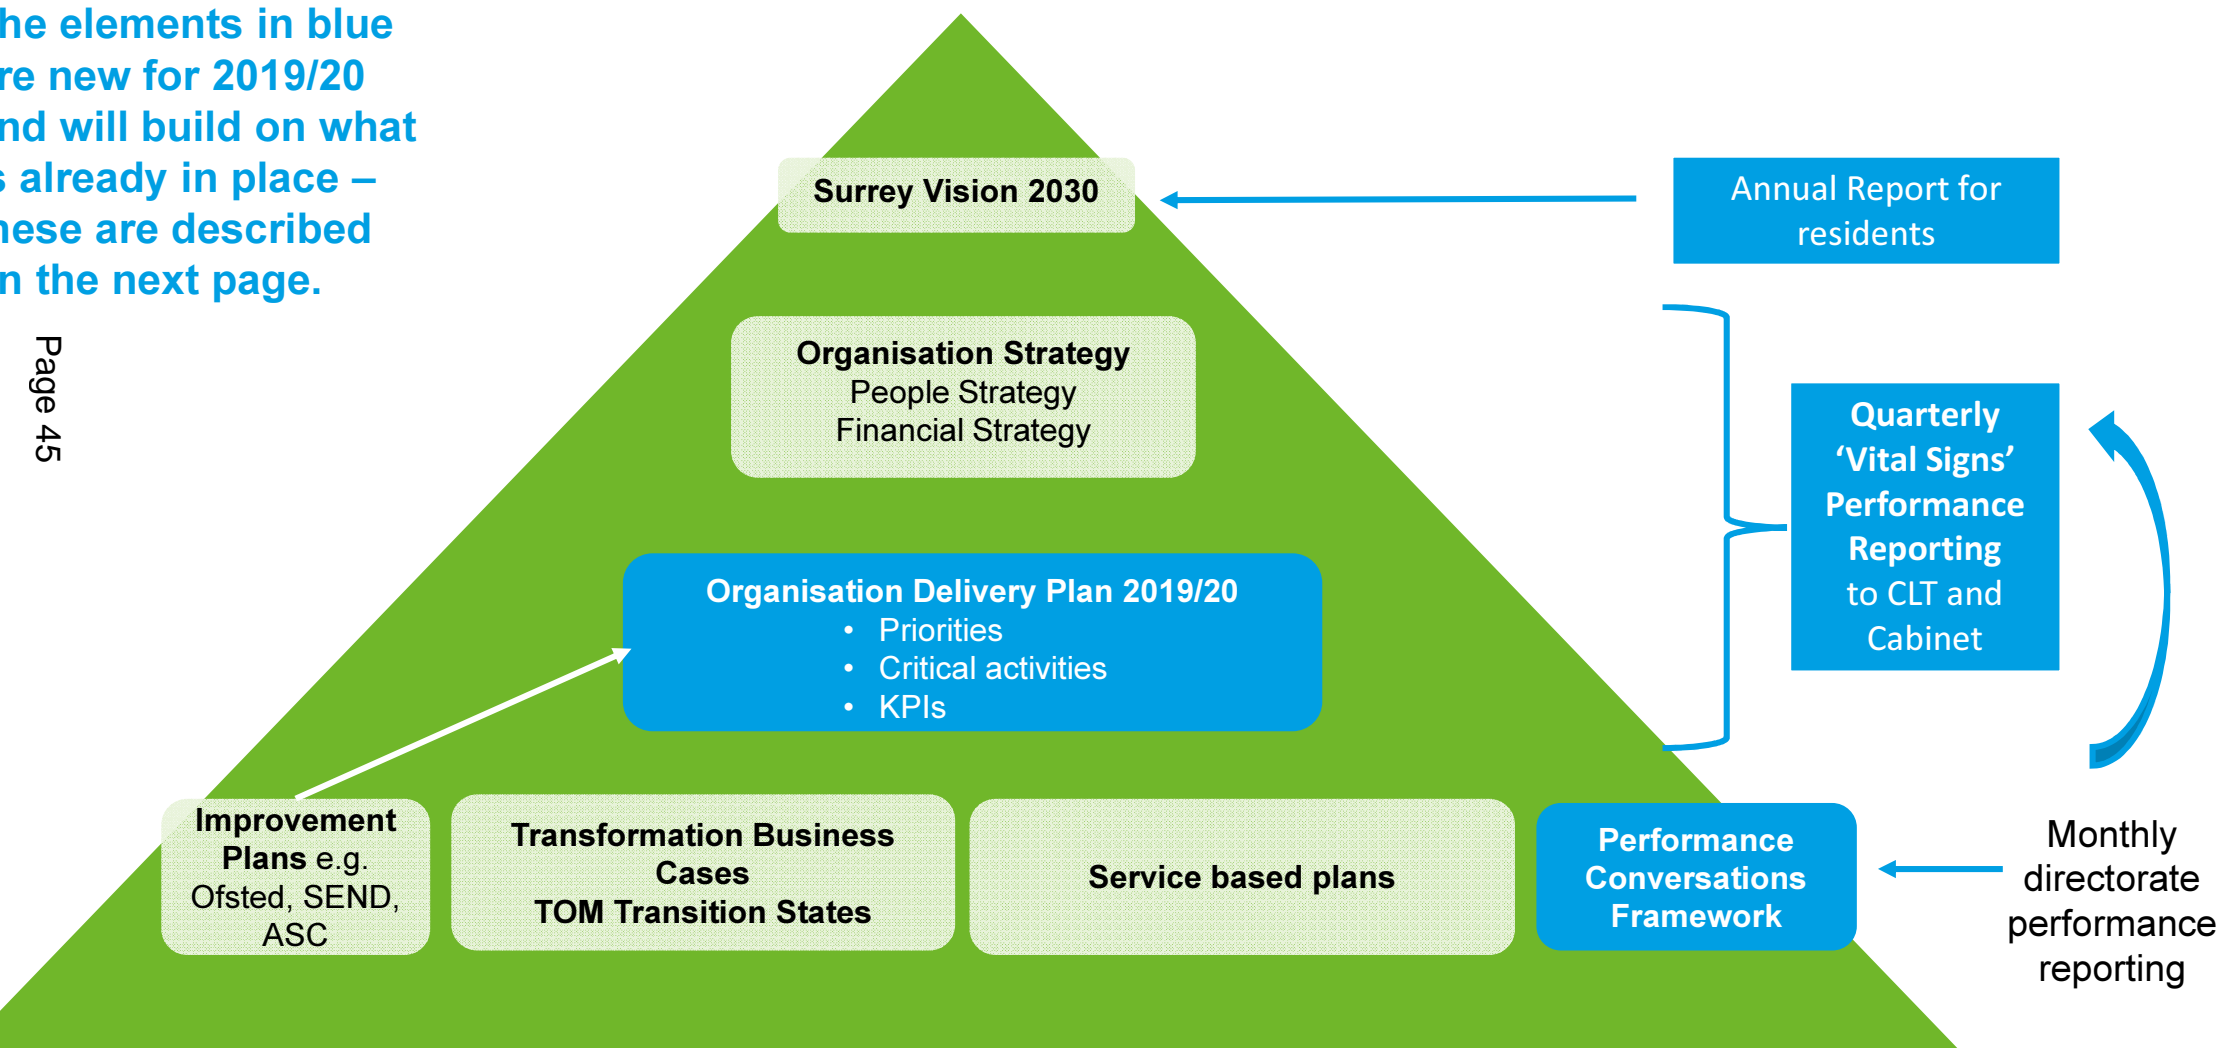 he elements in blue
re new for 2019/20
nd will build on what
s already in place –
hese are described
n the next page.
Page 45
Surrey Vision 2030
Annual Report for
residents
Organisation Strategy
People Strategy
Financial Strategy
Quarterly
‘Vital Signs’
Performance
Reporting
to CLT and
Cabinet
Organisation Delivery Plan 2019/20
• Priorities
• Critical activities
• KPIs
Improvement
Plans e.g.
Ofsted, SEND,
ASC
Transformation Business
Cases
TOM Transition States
Service based plans
Performance
Conversations
Framework
Monthly
directorate
performance
reporting